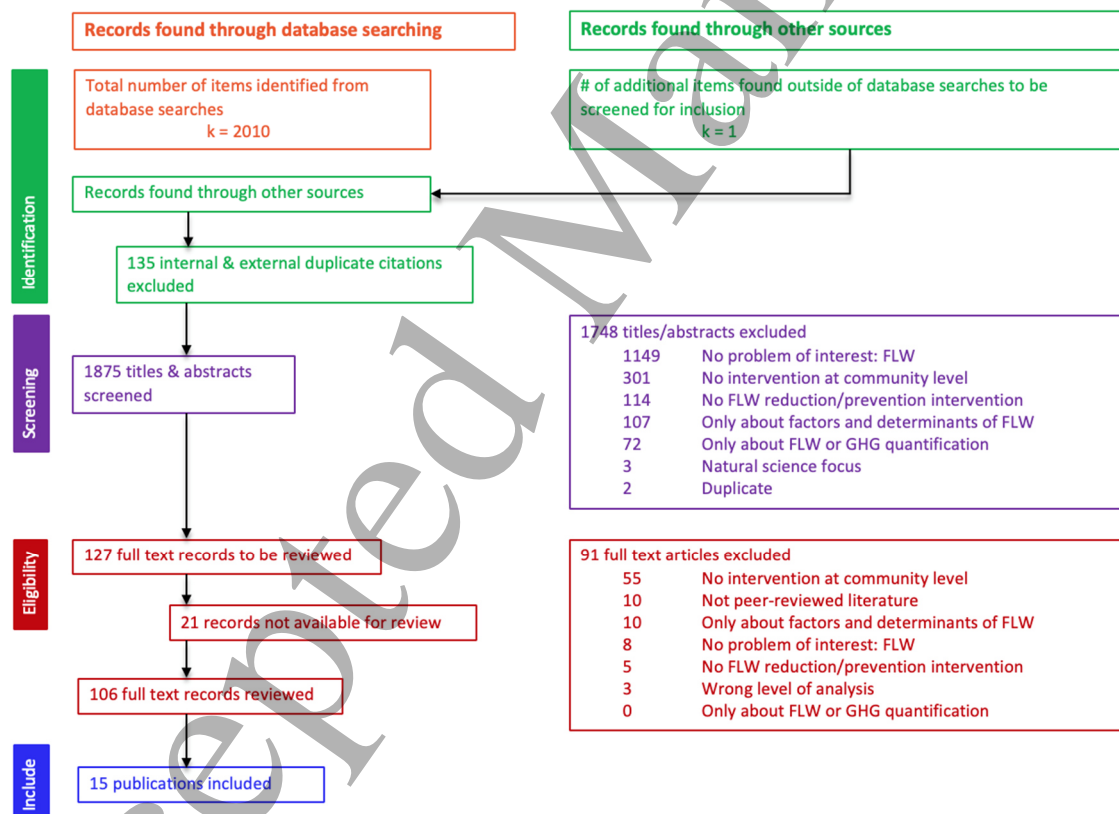 Records found through database searching
Records found through other sources
Identification
Total number of items identified from
database searches
k = 2010
# of additional items found outside of database searches to be
screened for inclusion
k = 1
Records found through other sources
135 internal & external duplicate citations
excluded
Screening
1875 titles & abstracts
screened
1748 titles/abstracts excluded
1149 No problem of interest: FLW
301 No intervention at community level
114 No FLW reduction/prevention intervention
107 Only about factors and determinants of FLW
72 Only about FLW or GHG quantification
3 Natural science focus
2 Duplicate
Eligibility
127 full text records to be reviewed
21 records not available for review
106 full text records reviewed
91 full text articles excluded
55 No intervention at community level
10 Not peer-reviewed literature
10 Only about factors and determinants of FLW
8 No problem of interest: FLW
5 No FLW reduction/prevention intervention
3 Wrong level of analysis
0 Only about FLW or GHG quantification
Include
15 publications included
cepted Man